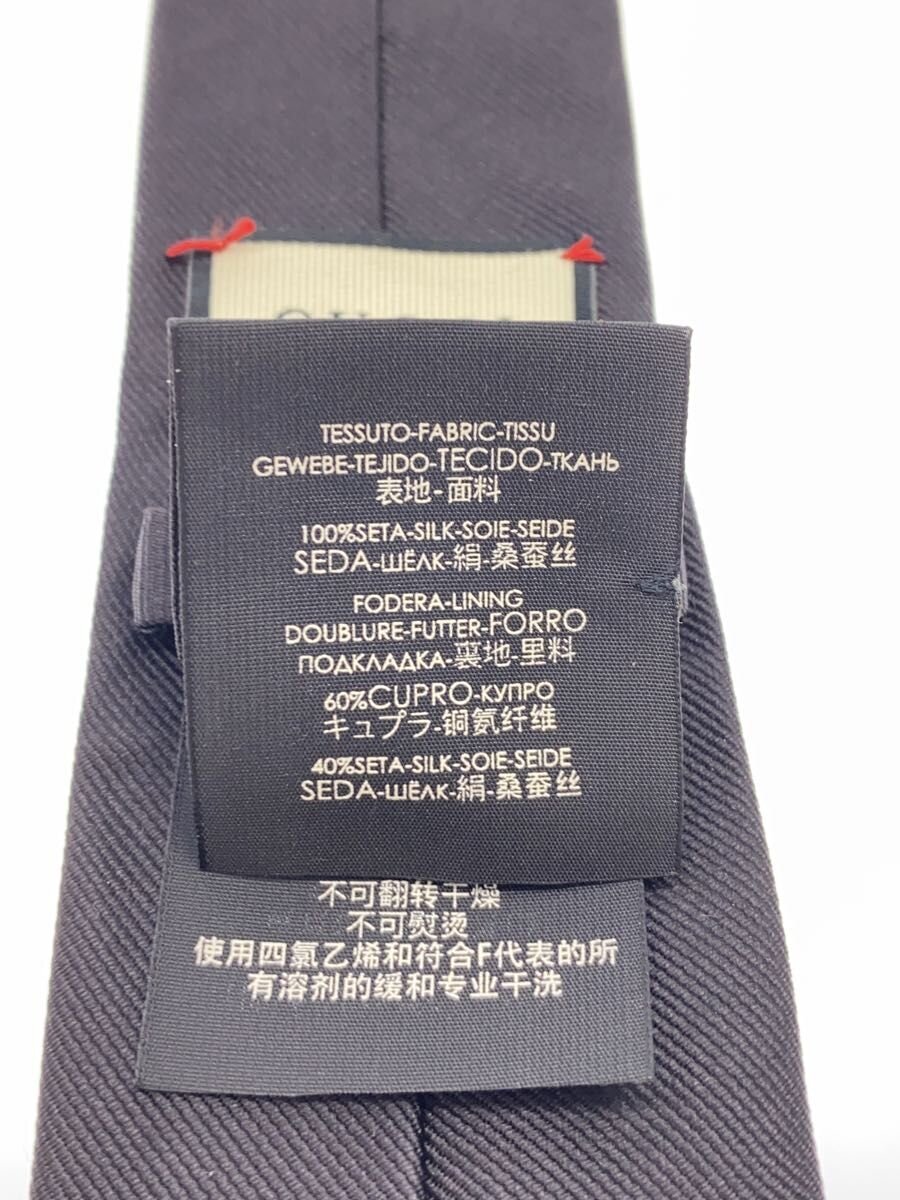 TESSUTO-FABRIC-TISSU
GEWEBE-TEJIDO-TECIDO-ТКАНЬ
表地-面料
100%SETA-SILK-SOIE-SEIDE
SEDA-ШЁЛК-絹-桑蚕丝
FODERA-LINING
DOUBLURE-FUTTER-FORRO
ПОДКЛАДКА-裏地-里料
60%CUPRO-КУПРО
キュプラ-铜氨纤维
40%SETA-SILK-SOIE-SEIDE
SEDA-ШЁЛК-絹-桑蚕丝
不可翻转干燥
不可熨烫
使用四氯乙烯和符合F代表的所
有溶剂的缓和专业干洗